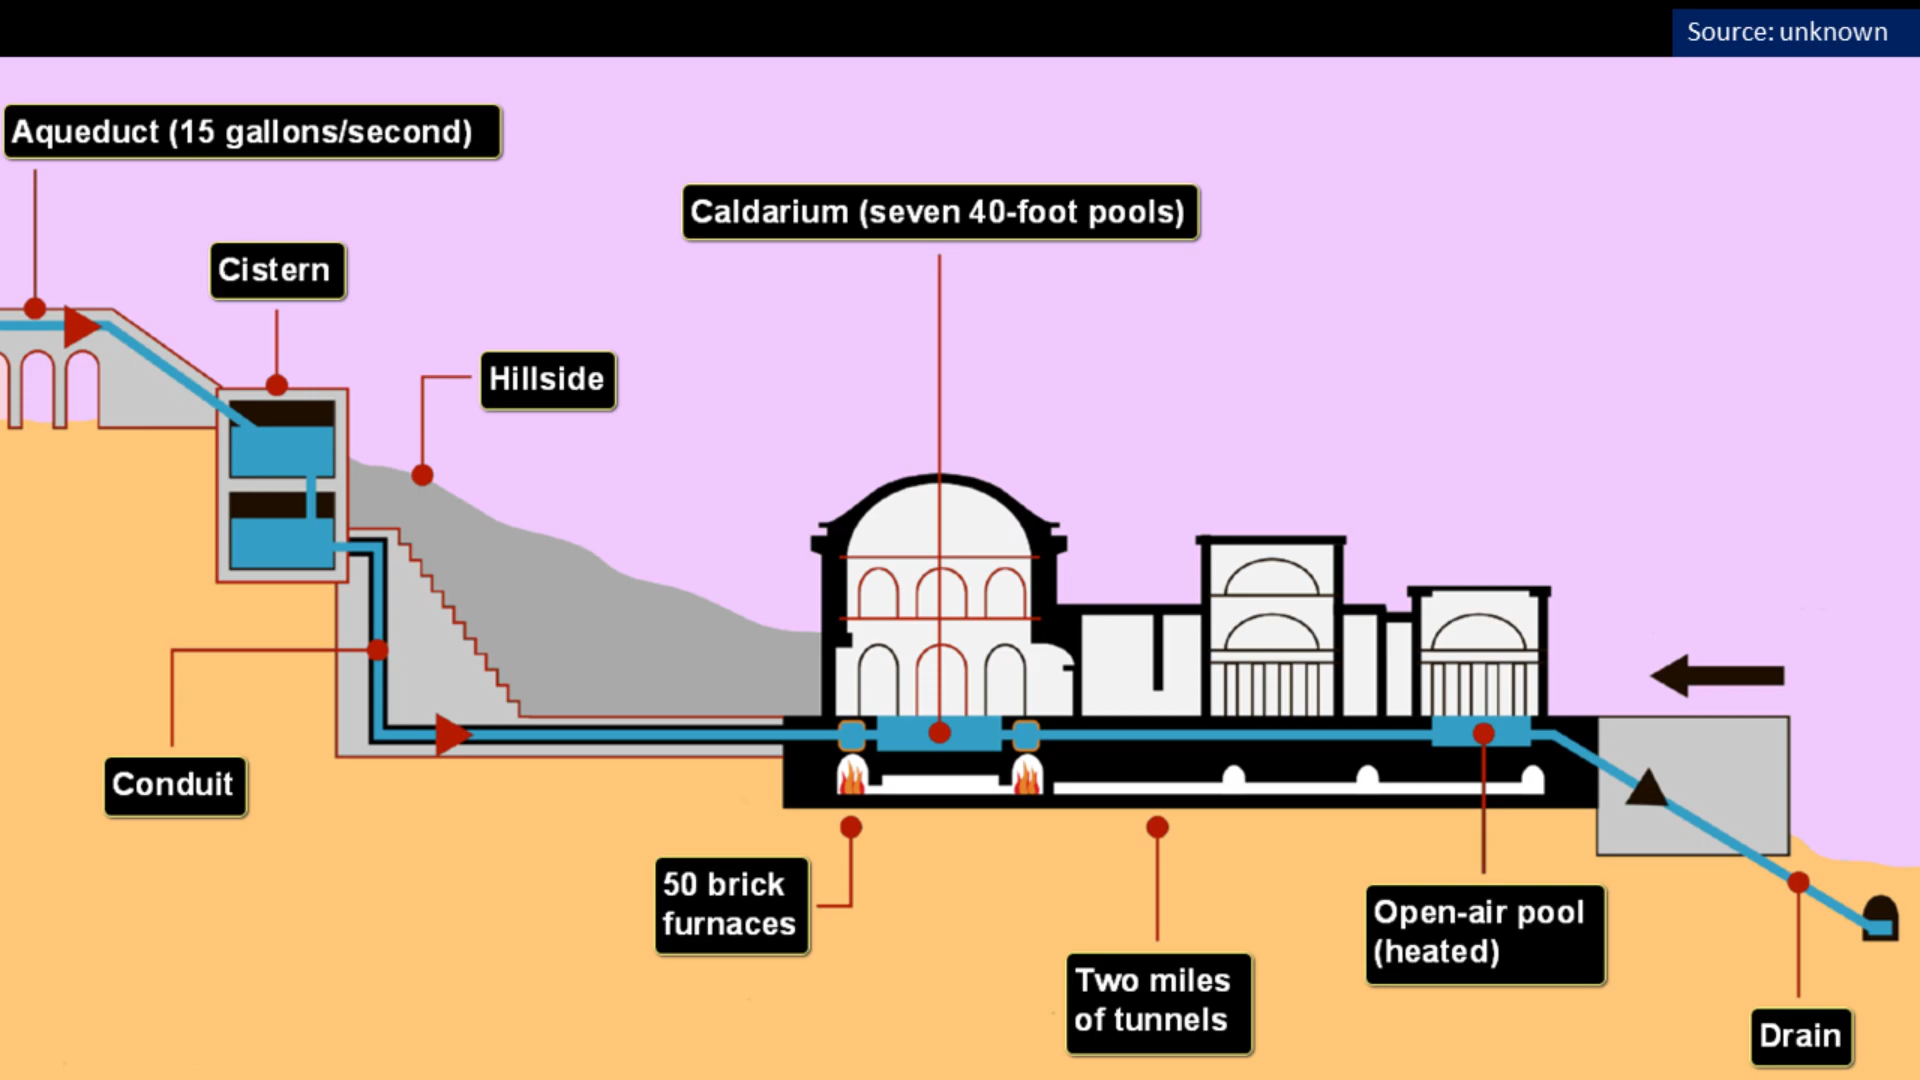 Source: unknown
Aqueduct (15 gallons/second)
Caldarium (seven 40-foot pools)
Cistern
Hillside
Conduit
50 brick
furnaces
Two miles
of tunnels
Open-air pool
(heated)
Drain